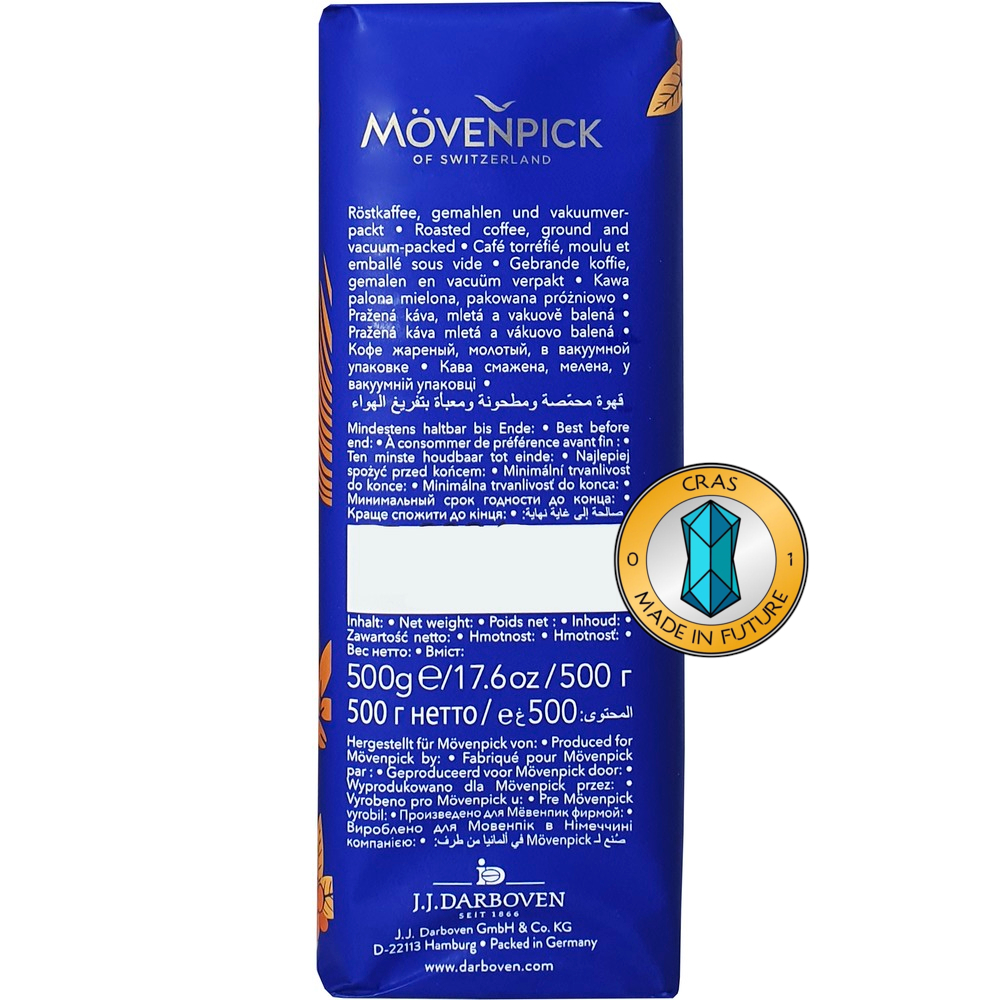 MÖVENPICK
OF SWITZERLAND
Röstkaffee, gemahlen und vakuumver-
packt • Roasted coffee, ground and
vacuum-packed • Café torréfié, moulu et
emballé sous vide • Gebrande koffie,
gemalen en vacuüm verpakt • Kawa
palona mielona, pakowana próżniowo •
Pražená káva, mletá a vakuově balená •
Pražená káva mletá a vákuovo balená •
Кофе жареный, молотый, в вакуумной
упаковке • Кава смажена, мелена, у
вакуумній упаковці •
قهوة محمّصة ومطحونة ومعبأة بتفريغ الهواء
Mindestens haltbar bis Ende: • Best before
end: • À consommer de préférence avant fin : •
Ten minste houdbaar tot einde: • Najlepiej
spożyć przed końcem: • Minimální trvanlivost
do konce: • Minimálna trvanlivosť do konca: •
Минимальный срок годности до конца: •
Краще спожити до кінця: • صالحة إلى غاية نهاية:
Inhalt: • Net weight: • Poids net : • Inhoud: •
Zawartość netto: • Hmotnost: • Hmotnosť: •
Вес нетто: • Вміст:
500g ℮/17.6 oz / 500 г
500 г нетто / ℮ المحتوى: 500 غ
Hergestellt für Mövenpick von: • Produced for
Mövenpick by: • Fabriqué pour Mövenpick
par : • Geproduceerd voor Mövenpick door: •
Wyprodukowano dla Mövenpick przez: •
Vyrobeno pro Mövenpick u: • Pre Mövenpick
vyrobil: • Произведено для Мёвенпик фирмой: •
Вироблено для Мовенпік в Німеччині
компанією: • صُنع لـ Mövenpick في ألمانيا من طرف:
J.J.DARBOVEN
SEIT 1866
J.J. Darboven GmbH & Co. KG
D-22113 Hamburg • Packed in Germany
www.darboven.com
CRAS
0 1
MADE IN FUTURE